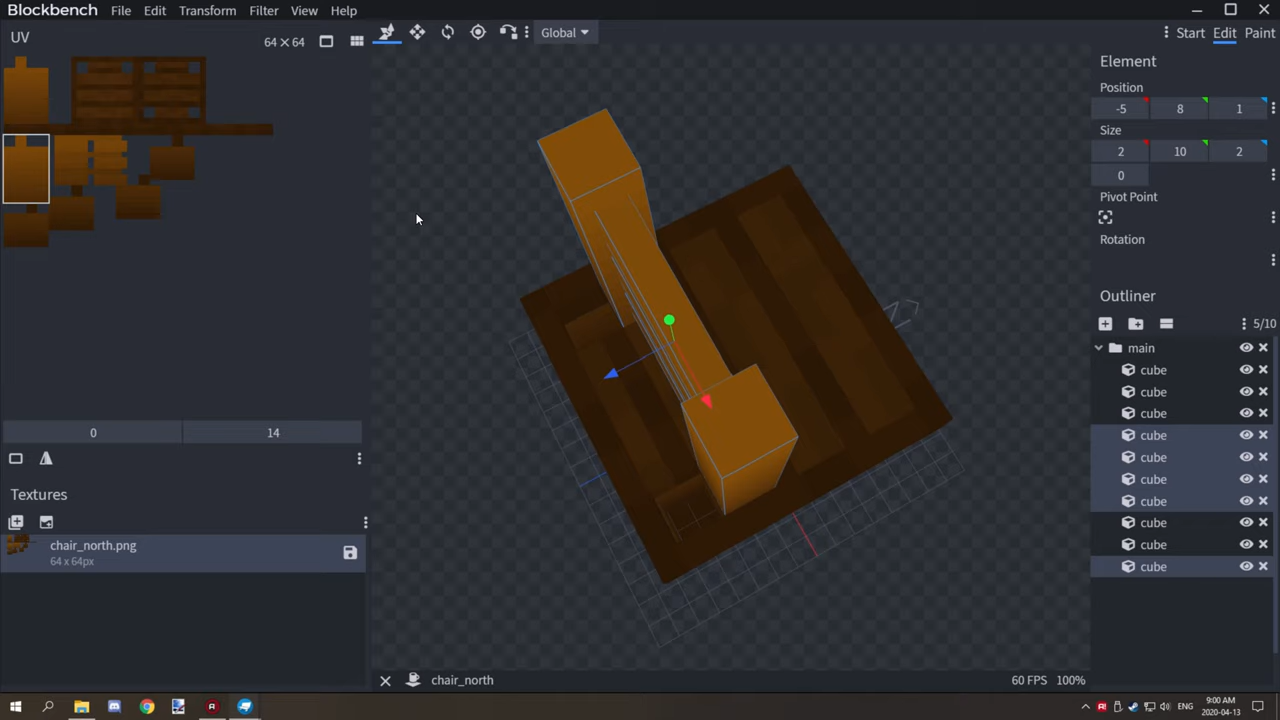 Blockbench File Edit Transform Filter View Help
UV 64 × 64 Global Start Edit Paint
Element
Position
-5 8 1
Size
2 10 2
0
Pivot Point
Rotation
Outliner
5/10
main
cube
cube
cube
cube
cube
cube
cube
cube
cube
cube
0 14
Textures
chair_north.png
64 x 64px
chair_north 60 FPS 100%
ENG 9:00 AM
2020-04-13